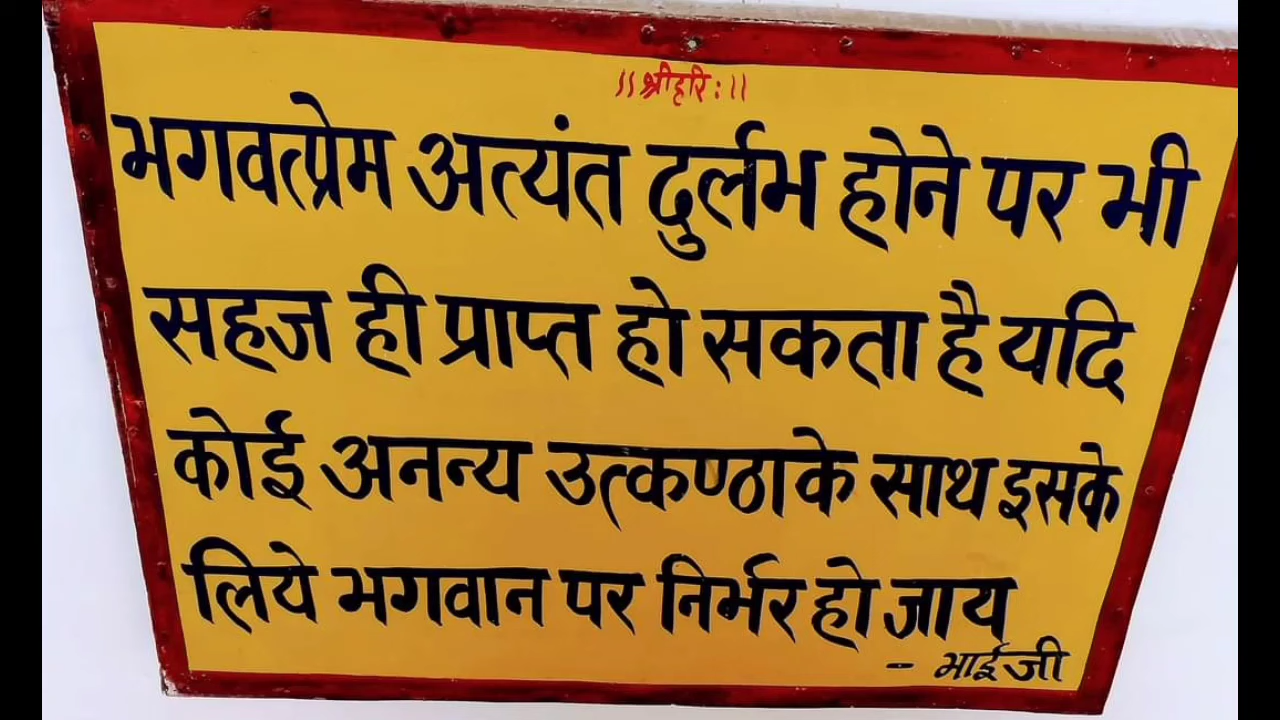 ।।श्रीहरि:।।
भगवत्प्रेम अत्यंत दुर्लभ होने पर भी
सहज ही प्राप्त हो सकता है यदि
कोई अनन्य उत्कण्ठाके साथ इसके
लिये भगवान पर निर्भर हो जाय
- भाईजी